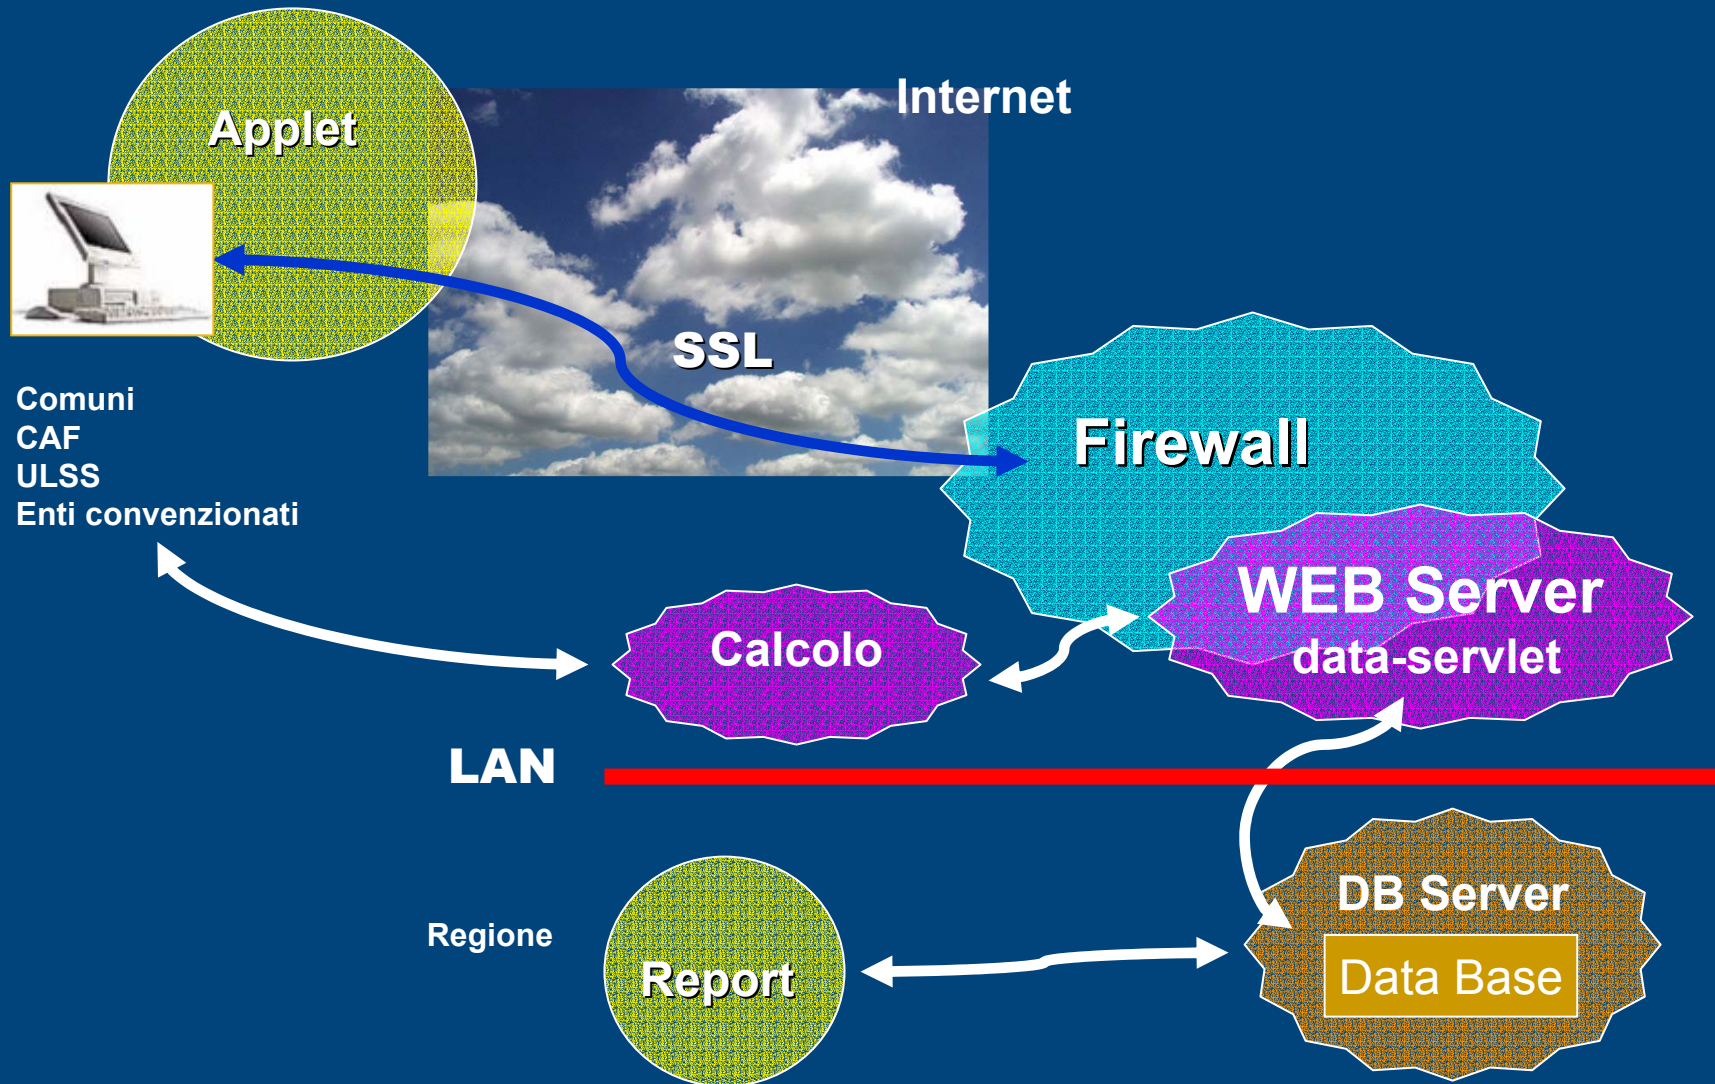 Internet
Applet
SSL
Comuni
CAF
ULSS
Enti convenzionati
Firewall
WEB Server
data-servlet
Calcolo
LAN
DB Server
Data Base
Regione
Report